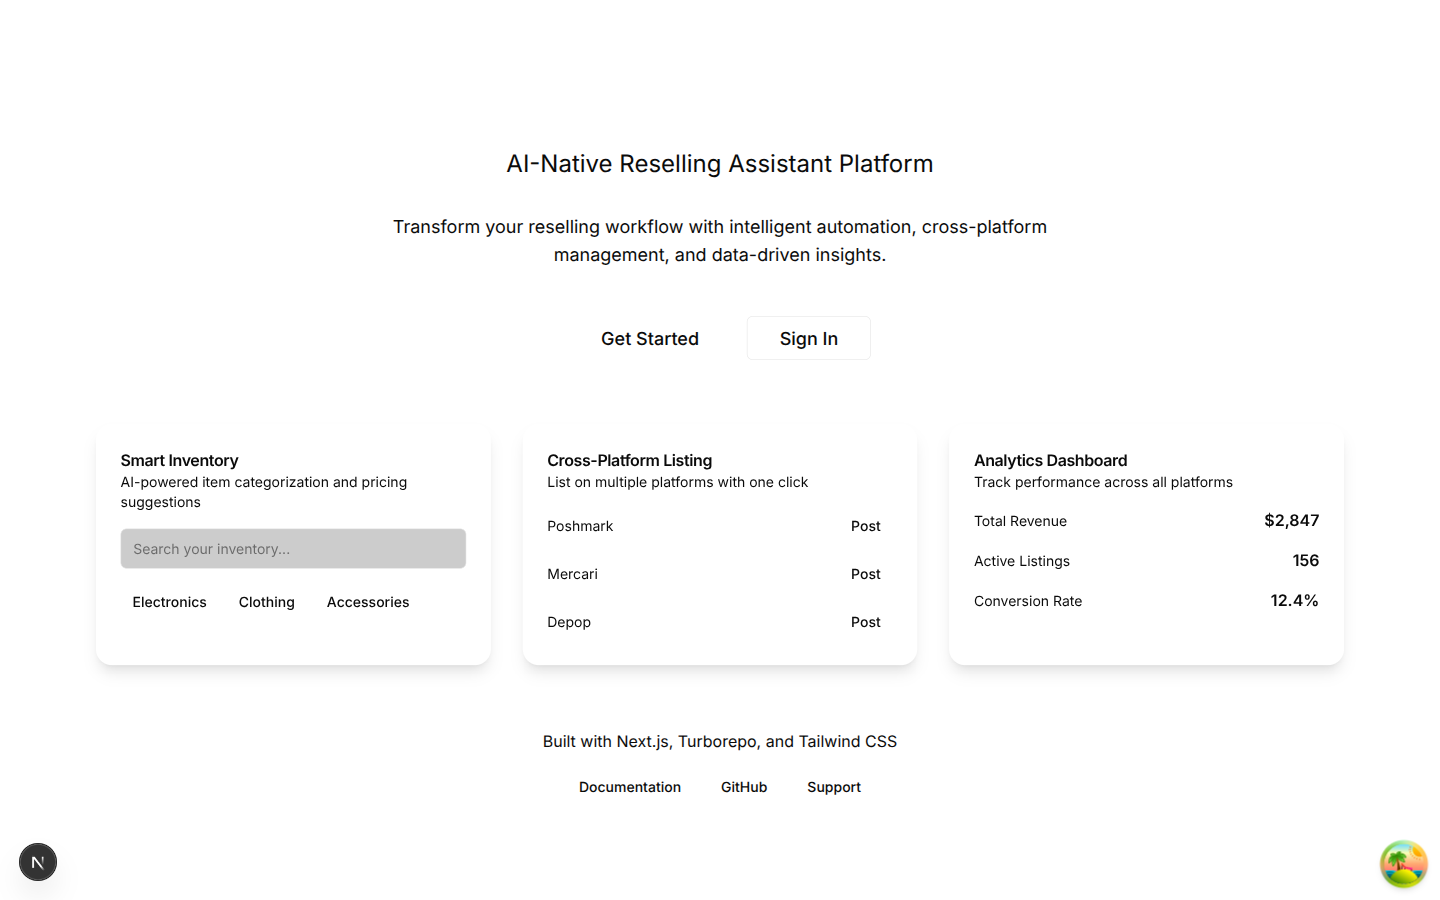 AI-Native Reselling Assistant Platform
Transform your reselling workflow with intelligent automation, cross-platform
management, and data-driven insights.
Get Started
Sign In
Smart Inventory
AI-powered item categorization and pricing
suggestions
Search your inventory...
Electronics
Clothing
Accessories
Cross-Platform Listing
List on multiple platforms with one click
Poshmark
Post
Mercari
Post
Depop
Post
Analytics Dashboard
Track performance across all platforms
Total Revenue
$2,847
Active Listings
156
Conversion Rate
12.4%
Built with Next.js, Turborepo, and Tailwind CSS
Documentation
GitHub
Support
N